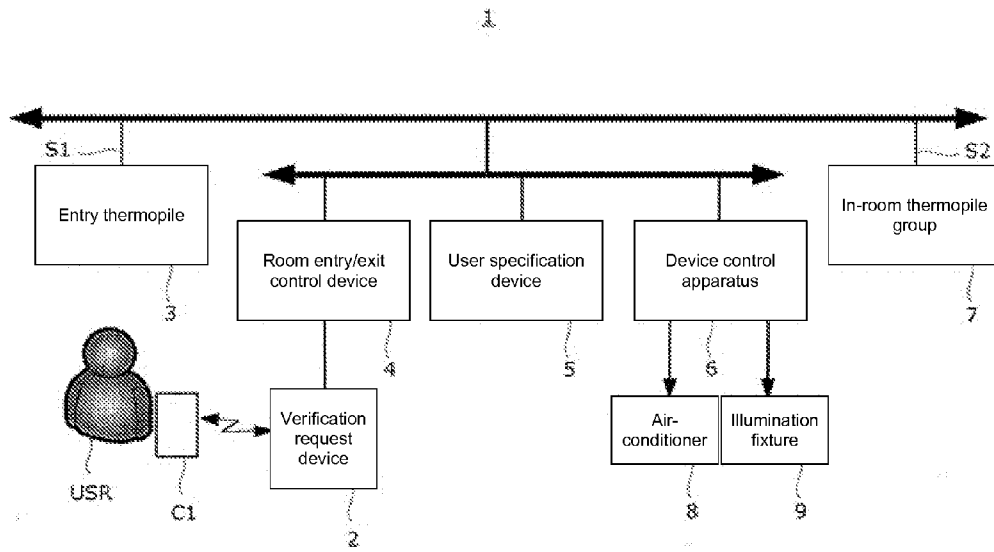 1
S1
S2
Entry thermopile
In-room thermopile
group
Room entry/exit
control device
User specification
device
Device control
apparatus
3
7
4
5
6
Verification
request
device
Air-
conditioner
Illumination
fixture
USR
C1
2
8
9